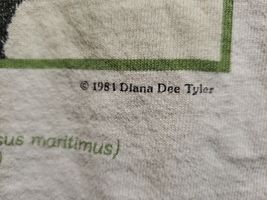 © 1981 Diana Dee Tyler
sus maritimus)
)